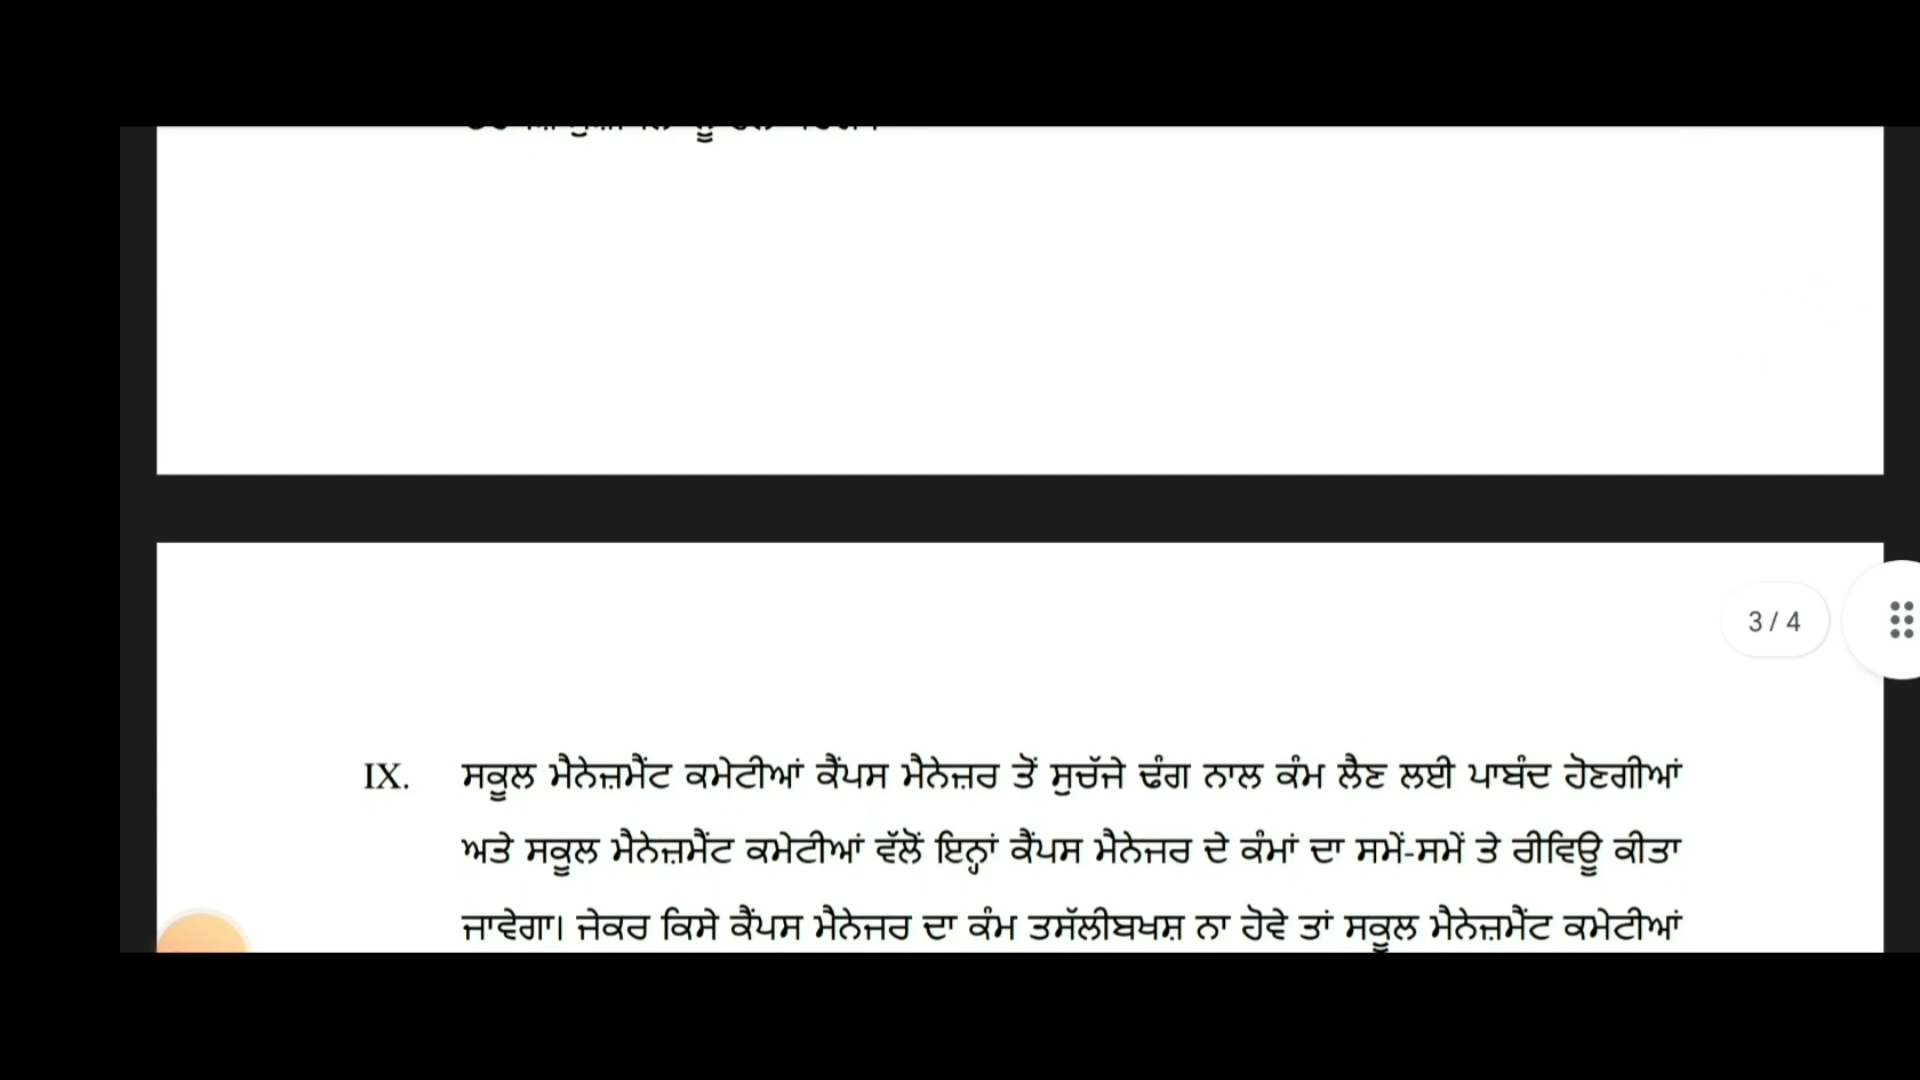 3 / 4
IX. ਸਕੂਲ ਮੈਨੇਜ਼ਮੈਂਟ ਕਮੇਟੀਆਂ ਕੈਂਪਸ ਮੈਨੇਜ਼ਰ ਤੋਂ ਸੁਚੱਜੇ ਢੰਗ ਨਾਲ ਕੰਮ ਲੈਣ ਲਈ ਪਾਬੰਦ ਹੋਣਗੀਆਂ
ਅਤੇ ਸਕੂਲ ਮੈਨੇਜ਼ਮੈਂਟ ਕਮੇਟੀਆਂ ਵੱਲੋਂ ਇਨ੍ਹਾਂ ਕੈਂਪਸ ਮੈਨੇਜਰ ਦੇ ਕੰਮਾਂ ਦਾ ਸਮੇਂ-ਸਮੇਂ ਤੇ ਰੀਵਿਊ ਕੀਤਾ
ਜਾਵੇਗਾ। ਜੇਕਰ ਕਿਸੇ ਕੈਂਪਸ ਮੈਨੇਜਰ ਦਾ ਕੰਮ ਤਸੱਲੀਬਖਸ਼ ਨਾ ਹੋਵੇ ਤਾਂ ਸਕੂਲ ਮੈਨੇਜ਼ਮੈਂਟ ਕਮੇਟੀਆਂ